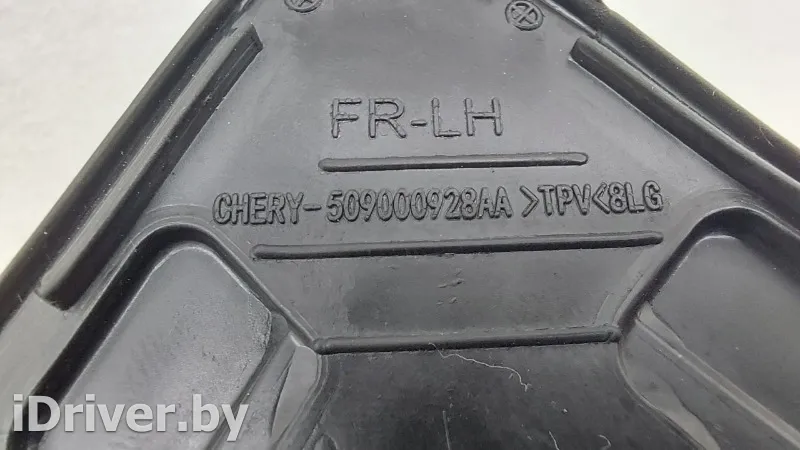 FR-LH
CHERY-509000928AA >TPV<8LG
iDriver.by